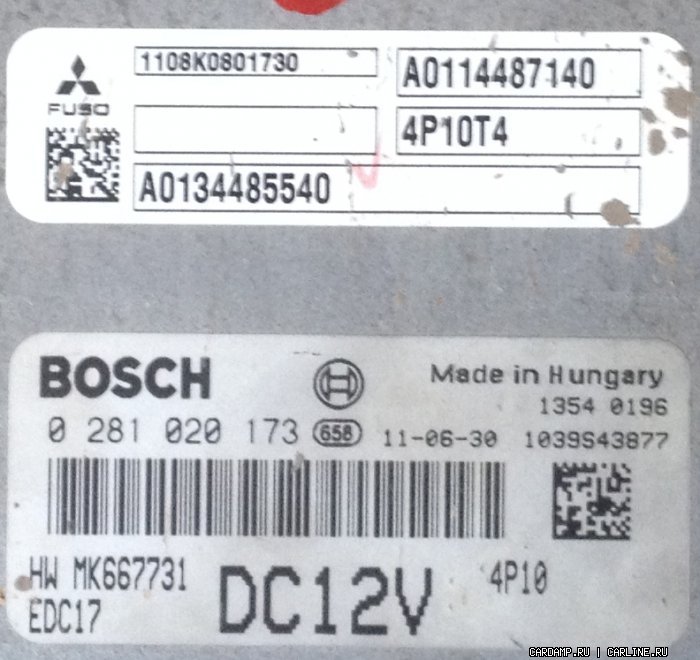 1108K0801730
A0114487140
FUSO
4P10T4
A0134485540
BOSCH
Made in Hungary
1354 0196
0 281 020 173 658 11-06-30 1039S43877
HW MK667731
DC12V
4P10
EDC17
CARDAMP.RU | CARLINE.RU